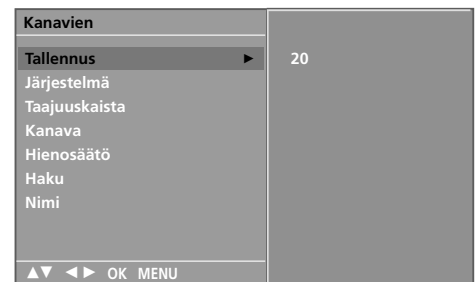 Kanavien
Tallennus ► 20
Järjestelmä
Taajuuskaista
Kanava
Hienosäätö
Haku
Nimi
▲▼ ◄► OK MENU